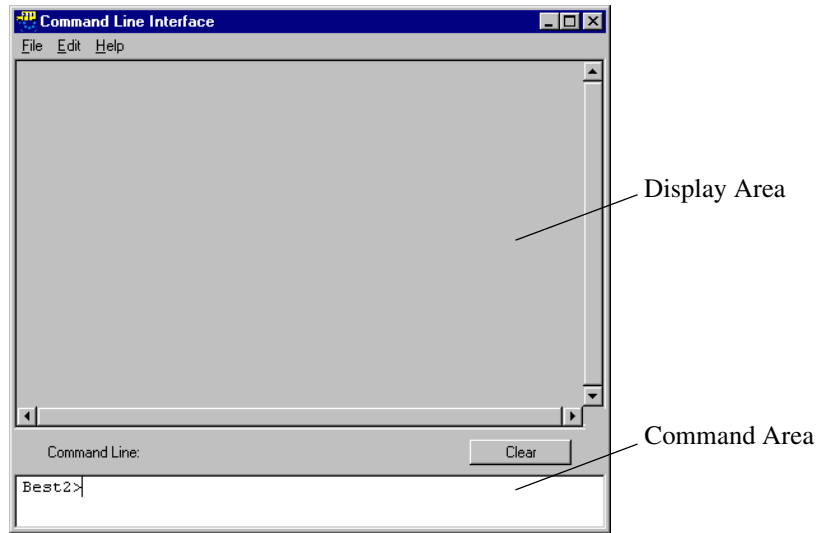 Command Line Interface
File Edit Help
Display Area
Command Area
Command Line:
Clear
Best2>